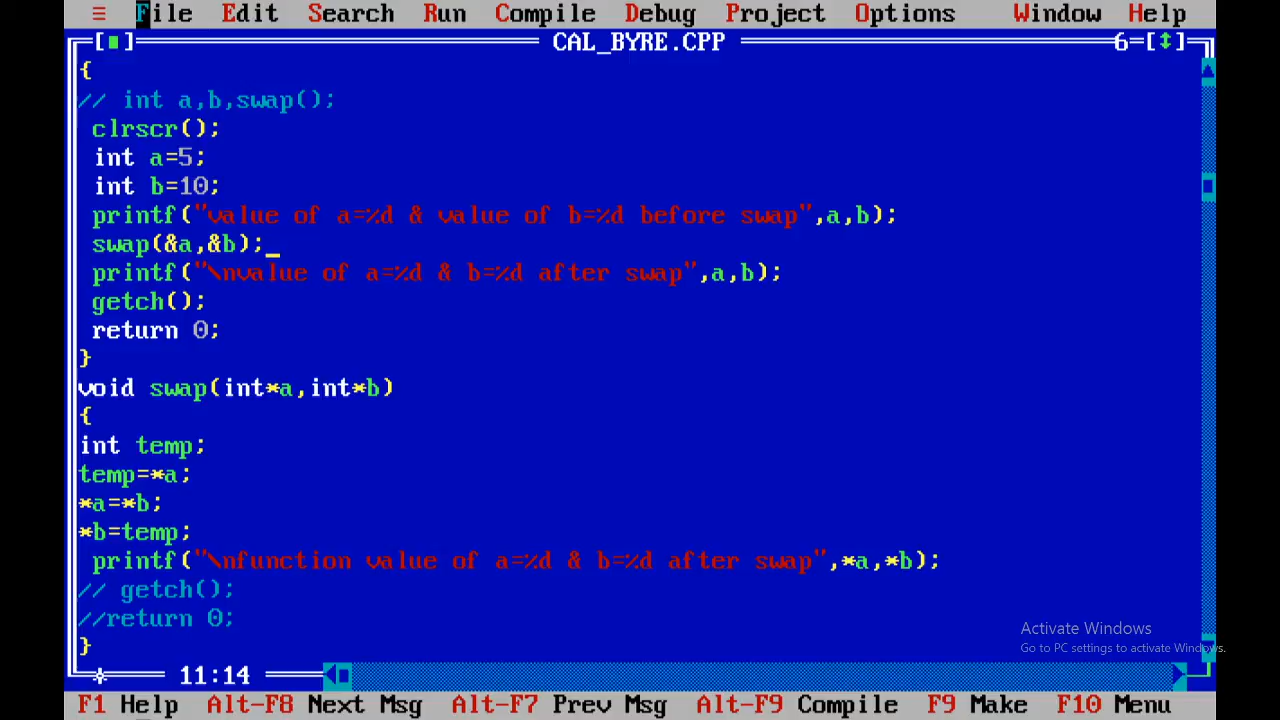 ≡ File Edit Search Run Compile Debug Project Options Window Help
[■] CAL_BYRE.CPP 6=[↕]
{
// int a,b,swap();
clrscr();
int a=5;
int b=10;
printf("value of a=%d & value of b=%d before swap",a,b);
swap(&a,&b);_
printf("\nvalue of a=%d & b=%d after swap",a,b);
getch();
return 0;
}
void swap(int*a,int*b)
{
int temp;
temp=*a;
*a=*b;
*b=temp;
printf("\nfunction value of a=%d & b=%d after swap",*a,*b);
// getch();
//return 0;
}
Activate Windows
Go to PC settings to activate Windows.
11:14
F1 Help Alt-F8 Next Msg Alt-F7 Prev Msg Alt-F9 Compile F9 Make F10 Menu